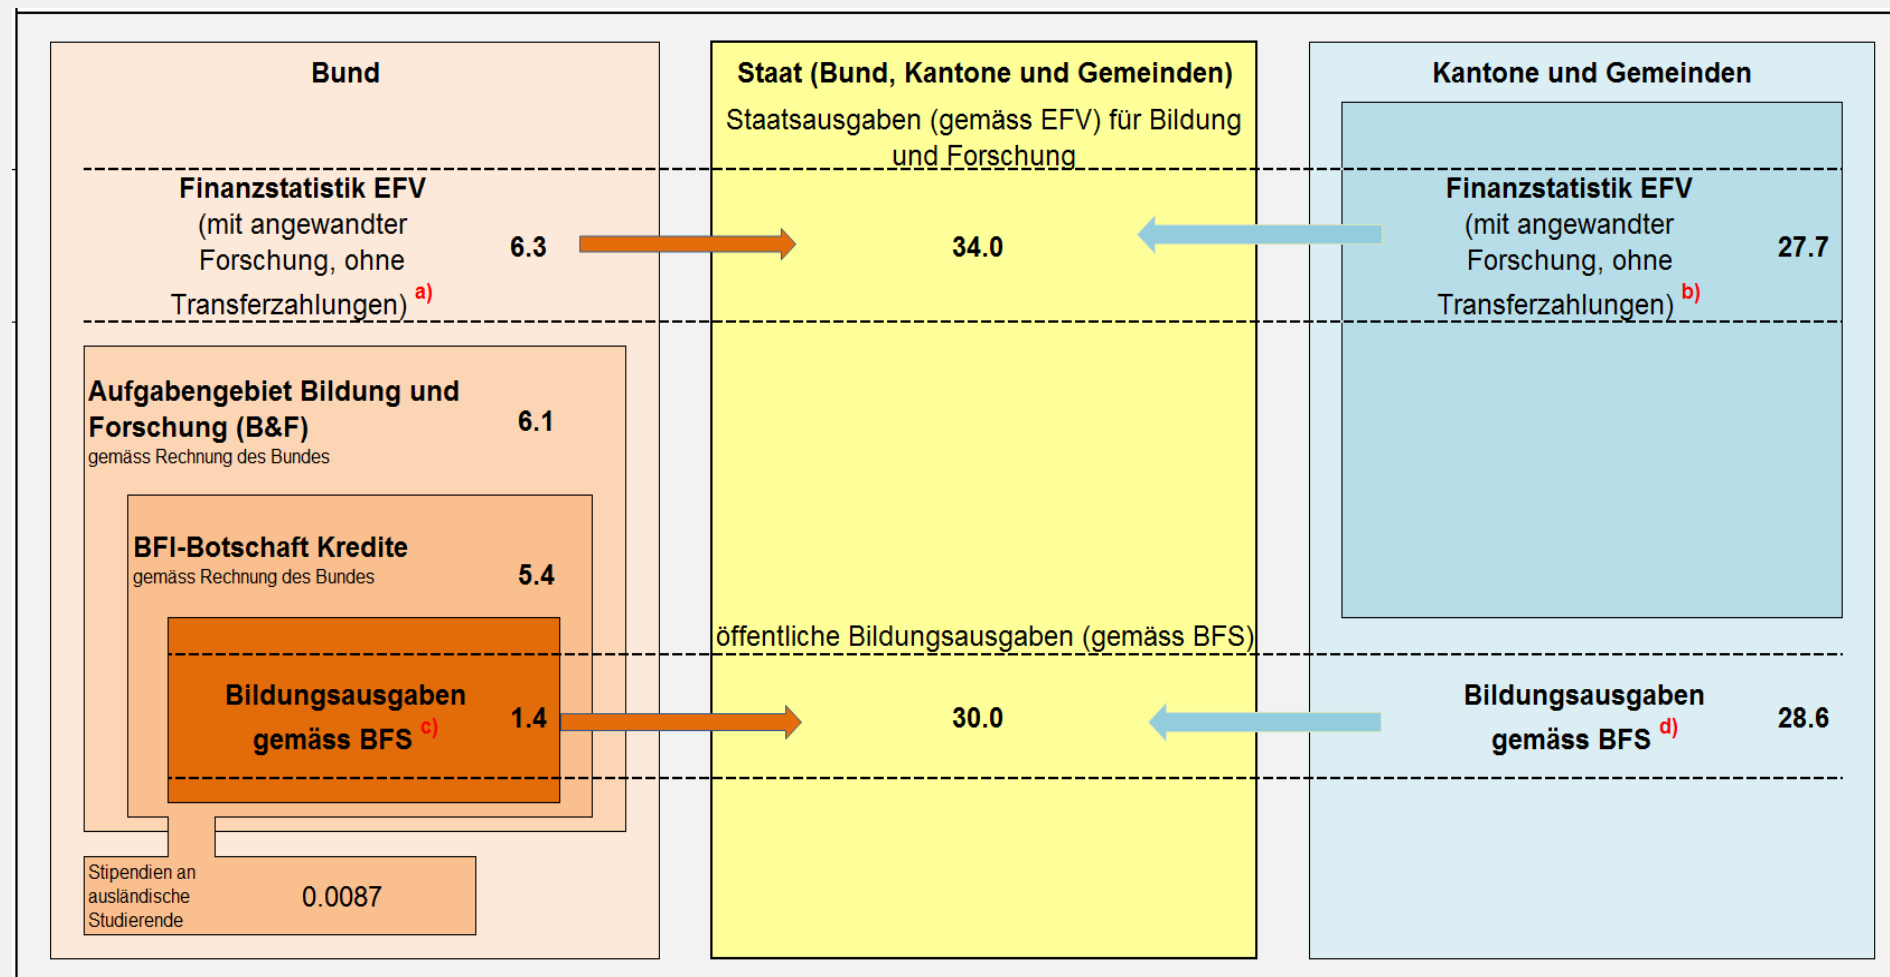 Bund
Finanzstatistik EFV
(mit angewandter
Forschung, ohne
Transferzahlungen) a)
6.3
Aufgabengebiet Bildung und
Forschung (B&F)
gemäss Rechnung des Bundes
6.1
BFI-Botschaft Kredite
gemäss Rechnung des Bundes
5.4
Bildungsausgaben
gemäss BFS c)
1.4
Stipendien an
ausländische
Studierende
0.0087
Staat (Bund, Kantone und Gemeinden)
Staatsausgaben (gemäss EFV) für Bildung
und Forschung
34.0
öffentliche Bildungsausgaben (gemäss BFS)
30.0
Kantone und Gemeinden
Finanzstatistik EFV
(mit angewandter
Forschung, ohne
Transferzahlungen) b)
27.7
Bildungsausgaben
gemäss BFS d)
28.6